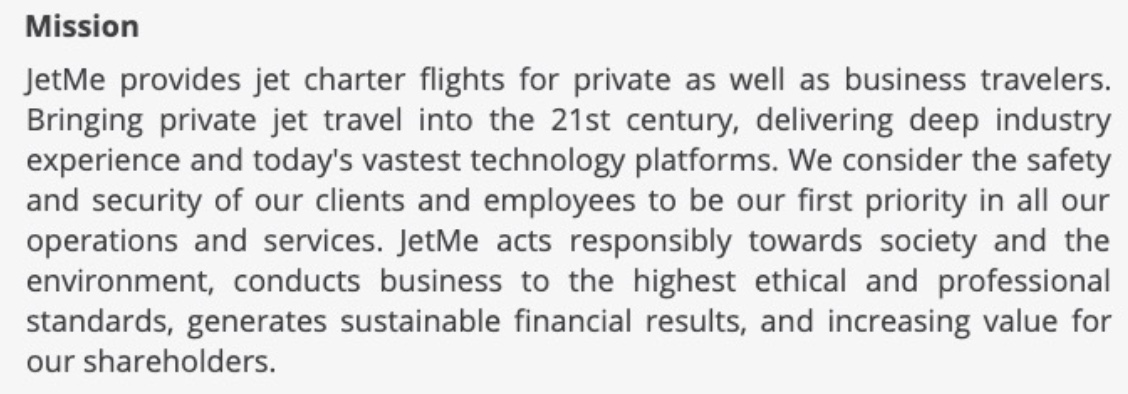 Mission
JetMe provides jet charter flights for private as well as business travelers.
Bringing private jet travel into the 21st century, delivering deep industry
experience and today's vastest technology platforms. We consider the safety
and security of our clients and employees to be our first priority in all our
operations and services. JetMe acts responsibly towards society and the
environment, conducts business to the highest ethical and professional
standards, generates sustainable financial results, and increasing value for
our shareholders.